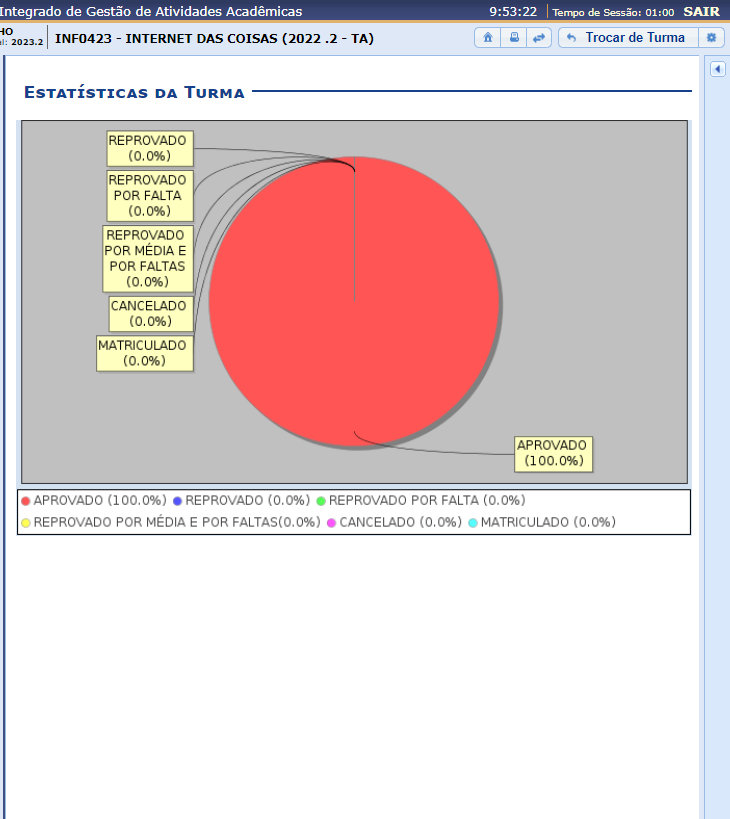 Integrado de Gestão de Atividades Acadêmicas 9:53:22 Tempo de Sessão: 01:00 SAIR
HO
el: 2023.2 INF0423 - INTERNET DAS COISAS (2022 .2 - TA) Trocar de Turma
Estatísticas da Turma
REPROVADO
(0.0%)
REPROVADO
POR FALTA
(0.0%)
REPROVADO
POR MÉDIA E
POR FALTAS
(0.0%)
CANCELADO
(0.0%)
MATRICULADO
(0.0%)
APROVADO
(100.0%)
APROVADO (100.0%) REPROVADO (0.0%) REPROVADO POR FALTA (0.0%)
REPROVADO POR MÉDIA E POR FALTAS(0.0%) CANCELADO (0.0%) MATRICULADO (0.0%)